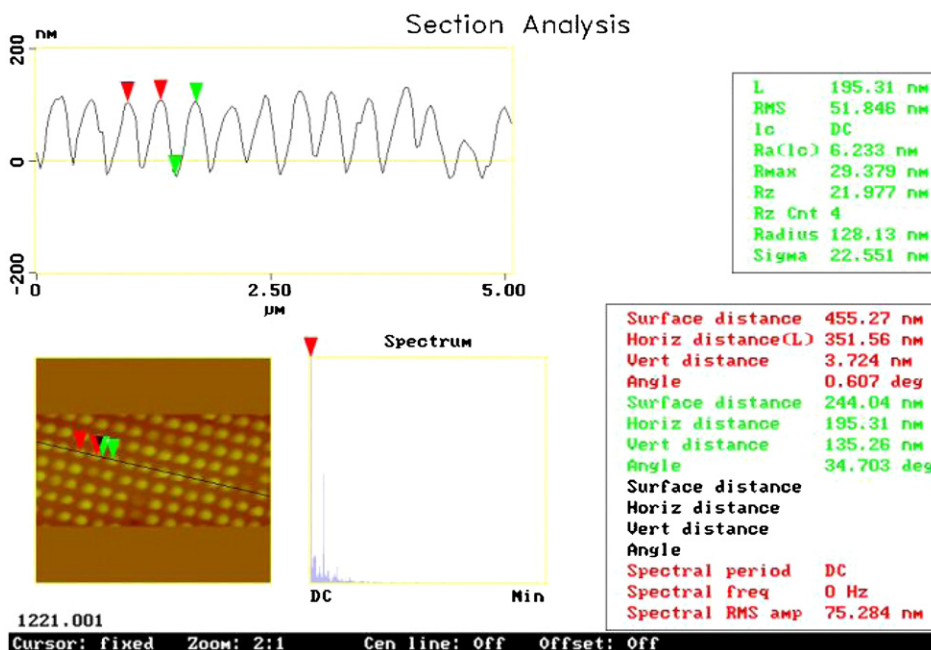 Section Analysis
nm
200
0
-200
0 2.50 5.00
µM
L 195.31 nm
RMS 51.846 nm
lc DC
Ra(lc) 6.233 nm
Rmax 29.379 nm
Rz 21.977 nm
Rz Cnt 4
Radius 128.13 nm
Sigma 22.551 nm
Surface distance 455.27 nm
Horiz distance(L) 351.56 nm
Vert distance 3.724 nm
Angle 0.607 deg
Surface distance 244.04 nm
Horiz distance 195.31 nm
Vert distance 135.26 nm
Angle 34.703 deg
Surface distance
Horiz distance
Vert distance
Angle
Spectral period DC
Spectral freq 0 Hz
Spectral RMS amp 75.284 nm
Spectrum
DC Min
1221.001
Cursor: fixed Zoom: 2:1 Cen line: Off Offset: Off